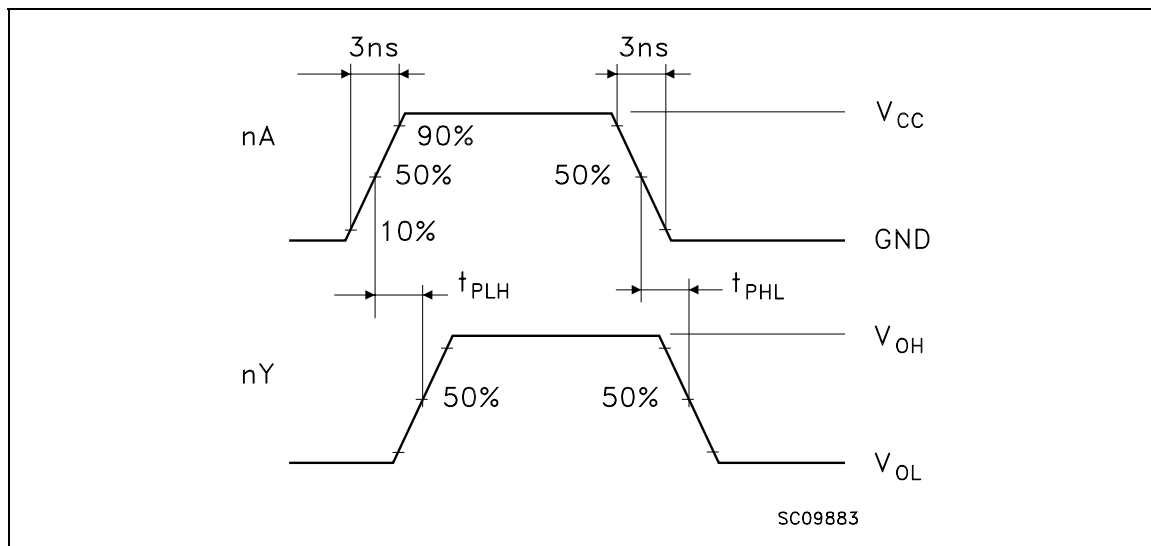 3ns 3ns
nA
V_CC
90%
50% 50%
10%
GND
t_PLH t_PHL
nY
V_OH
50% 50%
V_OL
SC09883